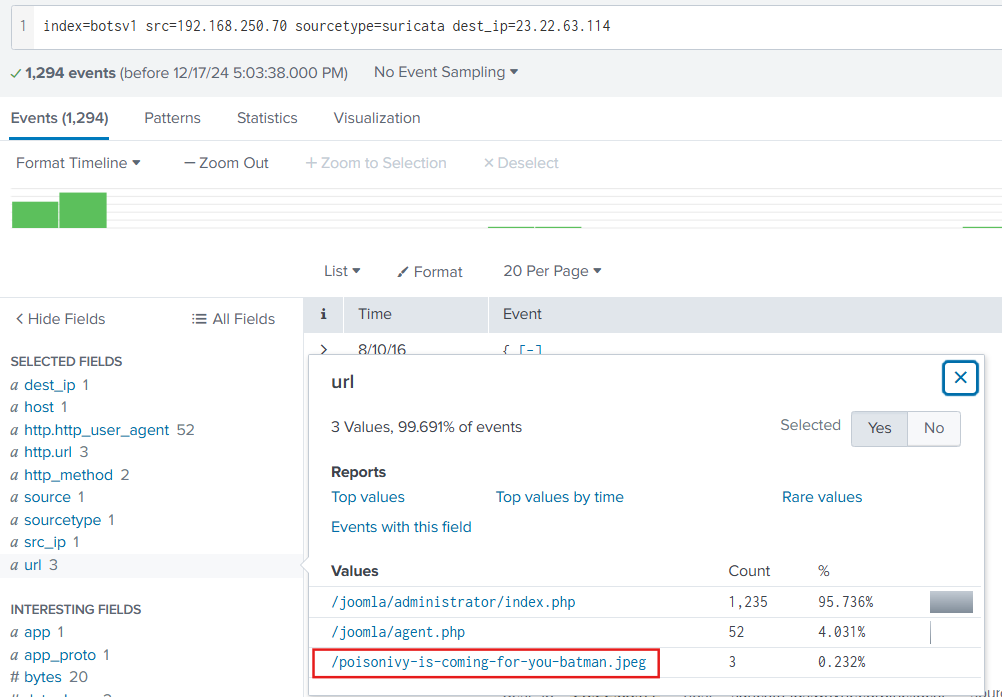 1 index=botsv1 src=192.168.250.70 sourcetype=suricata dest_ip=23.22.63.114
1,294 events (before 12/17/24 5:03:38.000 PM) No Event Sampling
Events (1,294) Patterns Statistics Visualization
Format Timeline — Zoom Out + Zoom to Selection × Deselect
List Format 20 Per Page
< Hide Fields All Fields i Time Event
> 8/10/16 { [-]
SELECTED FIELDS
a dest_ip 1
a host 1
a http.http_user_agent 52
a http.url 3
a http_method 2
a source 1
a sourcetype 1
a src_ip 1
a url 3
INTERESTING FIELDS
a app 1
a app_proto 1
# bytes 20
url
3 Values, 99.691% of events Selected Yes No
Reports
Top values Top values by time Rare values
Events with this field
Values Count %
/joomla/administrator/index.php 1,235 95.736%
/joomla/agent.php 52 4.031%
/poisonivy-is-coming-for-you-batman.jpeg 3 0.232%